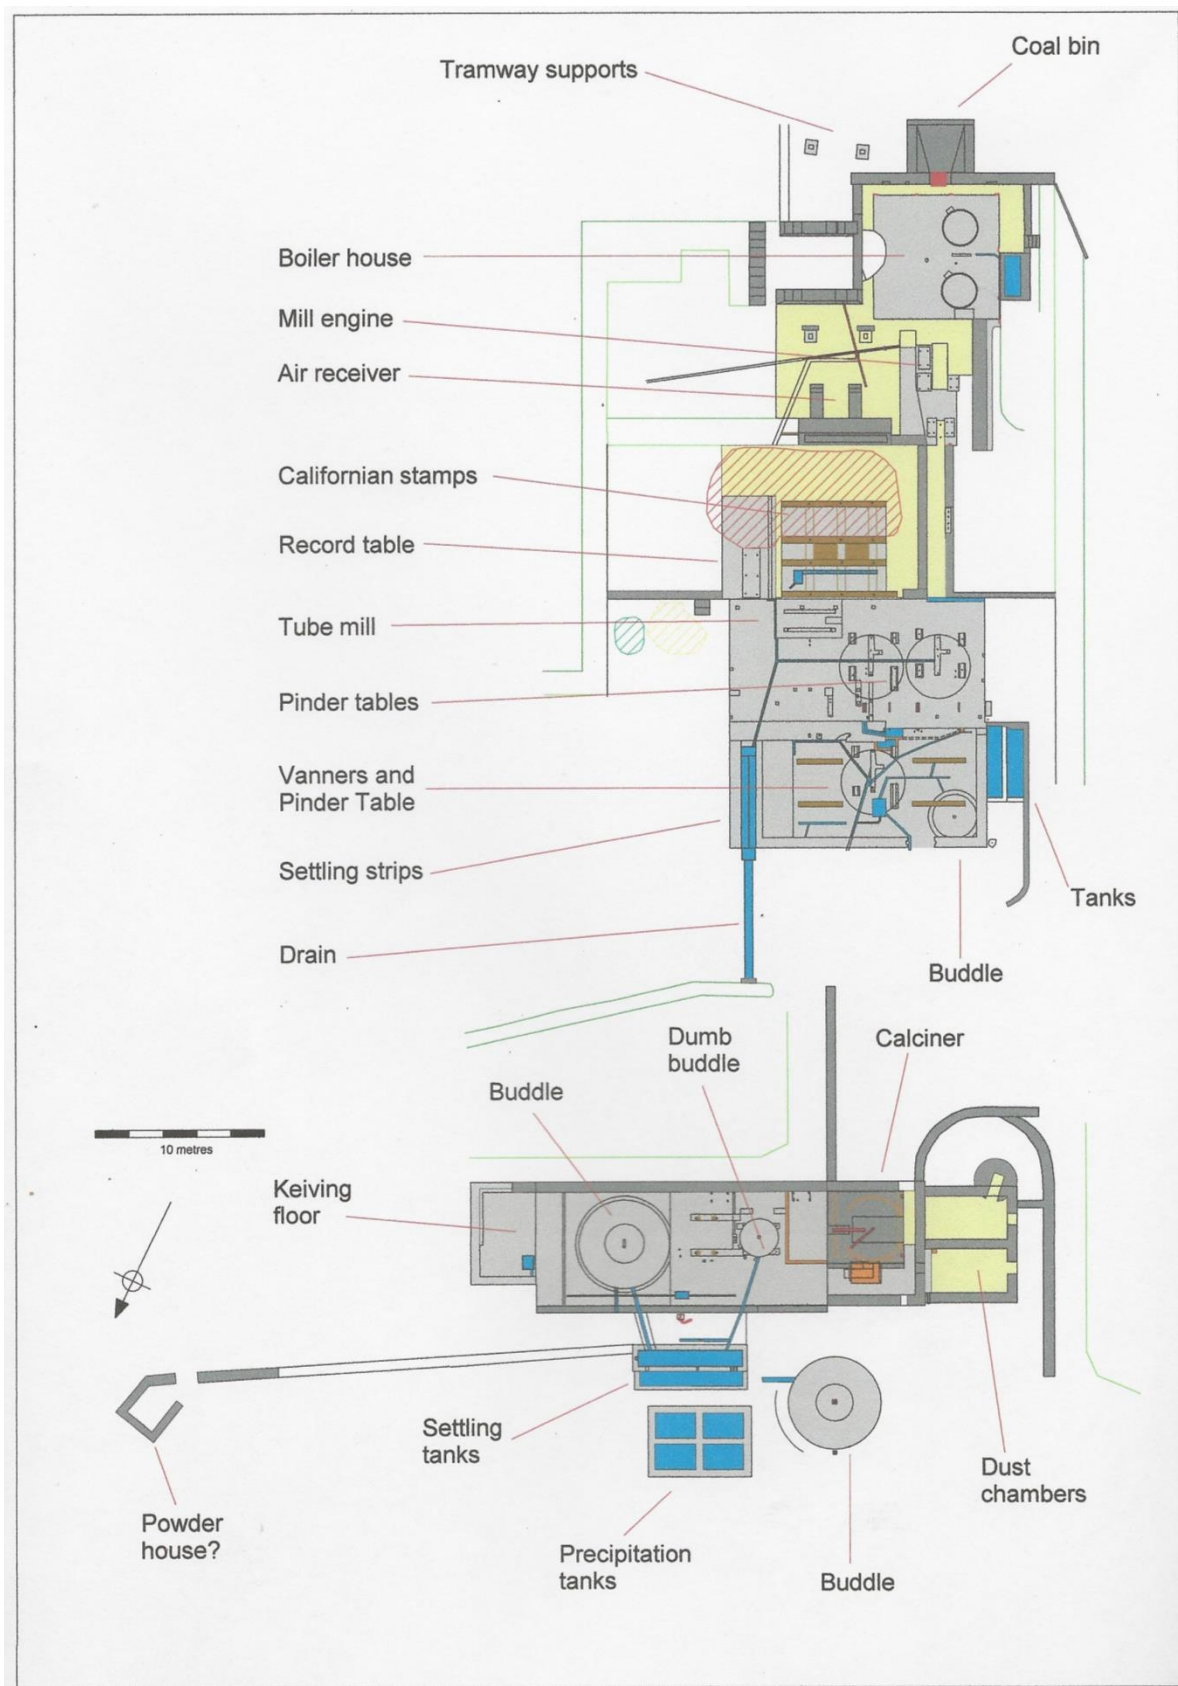 Coal bin
Tramway supports
Boiler house
Mill engine
Air receiver
Californian stamps
Record table
Tube mill
Pinder tables
Vanners and
Pinder Table
Settling strips
Tanks
Drain
Buddle
Dumb
buddle
Calciner
Buddle
10 metres
Keiving
floor
Settling
tanks
Dust
chambers
Powder
house?
Precipitation
tanks
Buddle